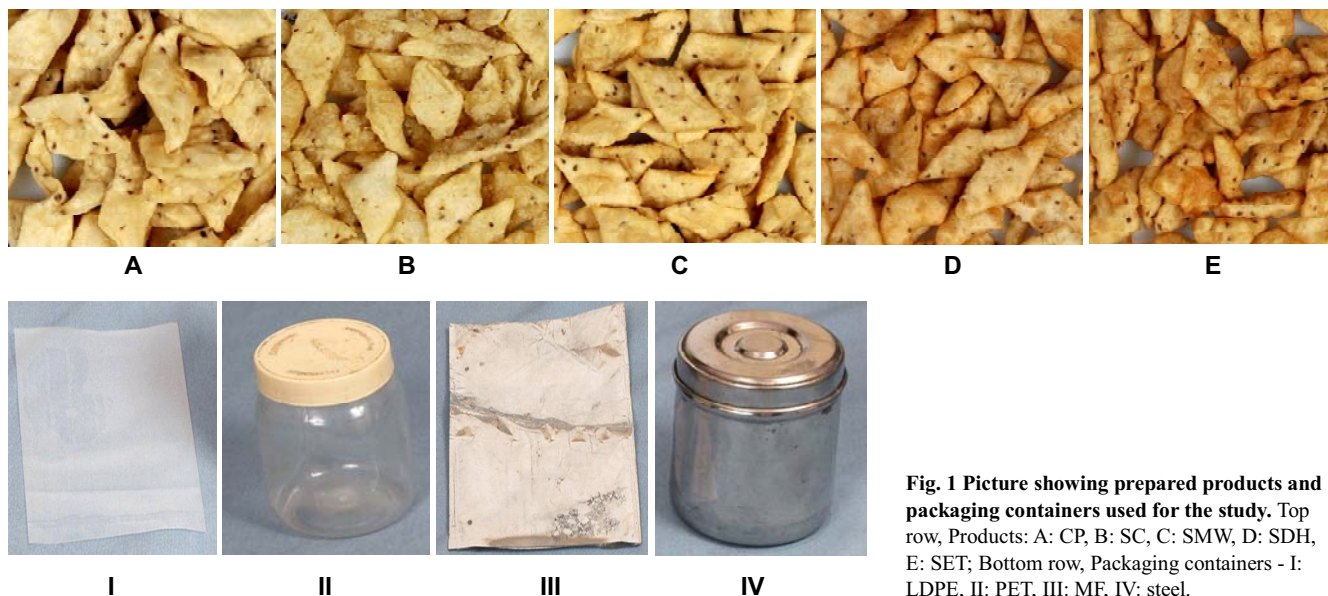 A B C D E
I II III IV
Fig. 1 Picture showing prepared products and
packaging containers used for the study. Top
row, Products: A: CP, B: SC, C: SMW, D: SDH,
E: SET; Bottom row, Packaging containers - I:
LDPE, II: PET, III: MF, IV: steel.